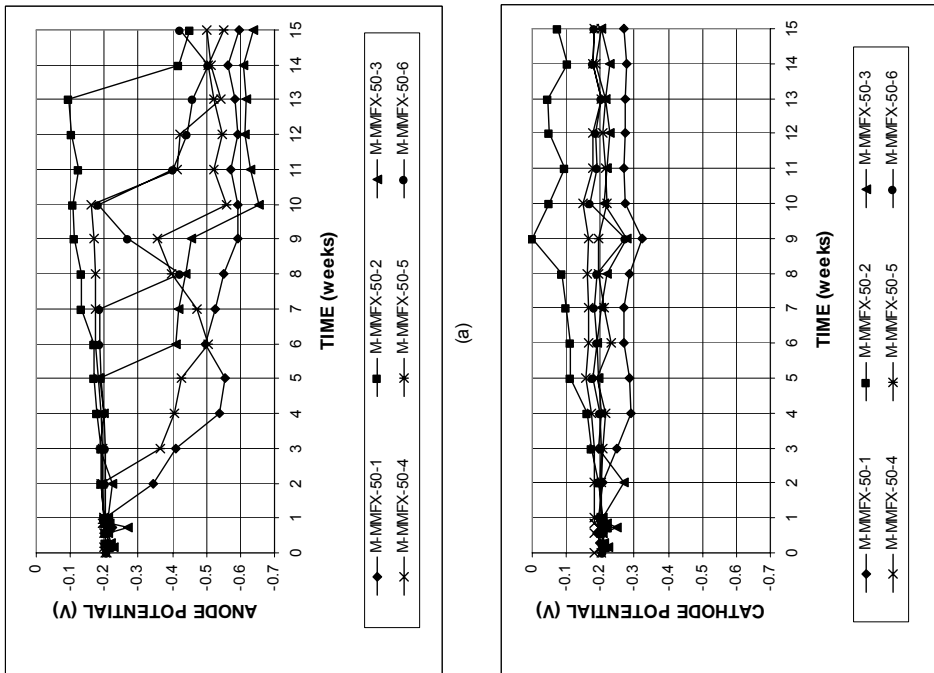 ANODE POTENTIAL (V)
0
-0.1
-0.2
-0.3
-0.4
-0.5
-0.6
-0.7
0 1 2 3 4 5 6 7 8 9 10 11 12 13 14 15
TIME (weeks)
M-MMFX-50-1 M-MMFX-50-2 M-MMFX-50-3
M-MMFX-50-4 M-MMFX-50-5 M-MMFX-50-6
(a)
CATHODE POTENTIAL (V)
0
-0.1
-0.2
-0.3
-0.4
-0.5
-0.6
-0.7
0 1 2 3 4 5 6 7 8 9 10 11 12 13 14 15
TIME (weeks)
M-MMFX-50-1 M-MMFX-50-2 M-MMFX-50-3
M-MMFX-50-4 M-MMFX-50-5 M-MMFX-50-6